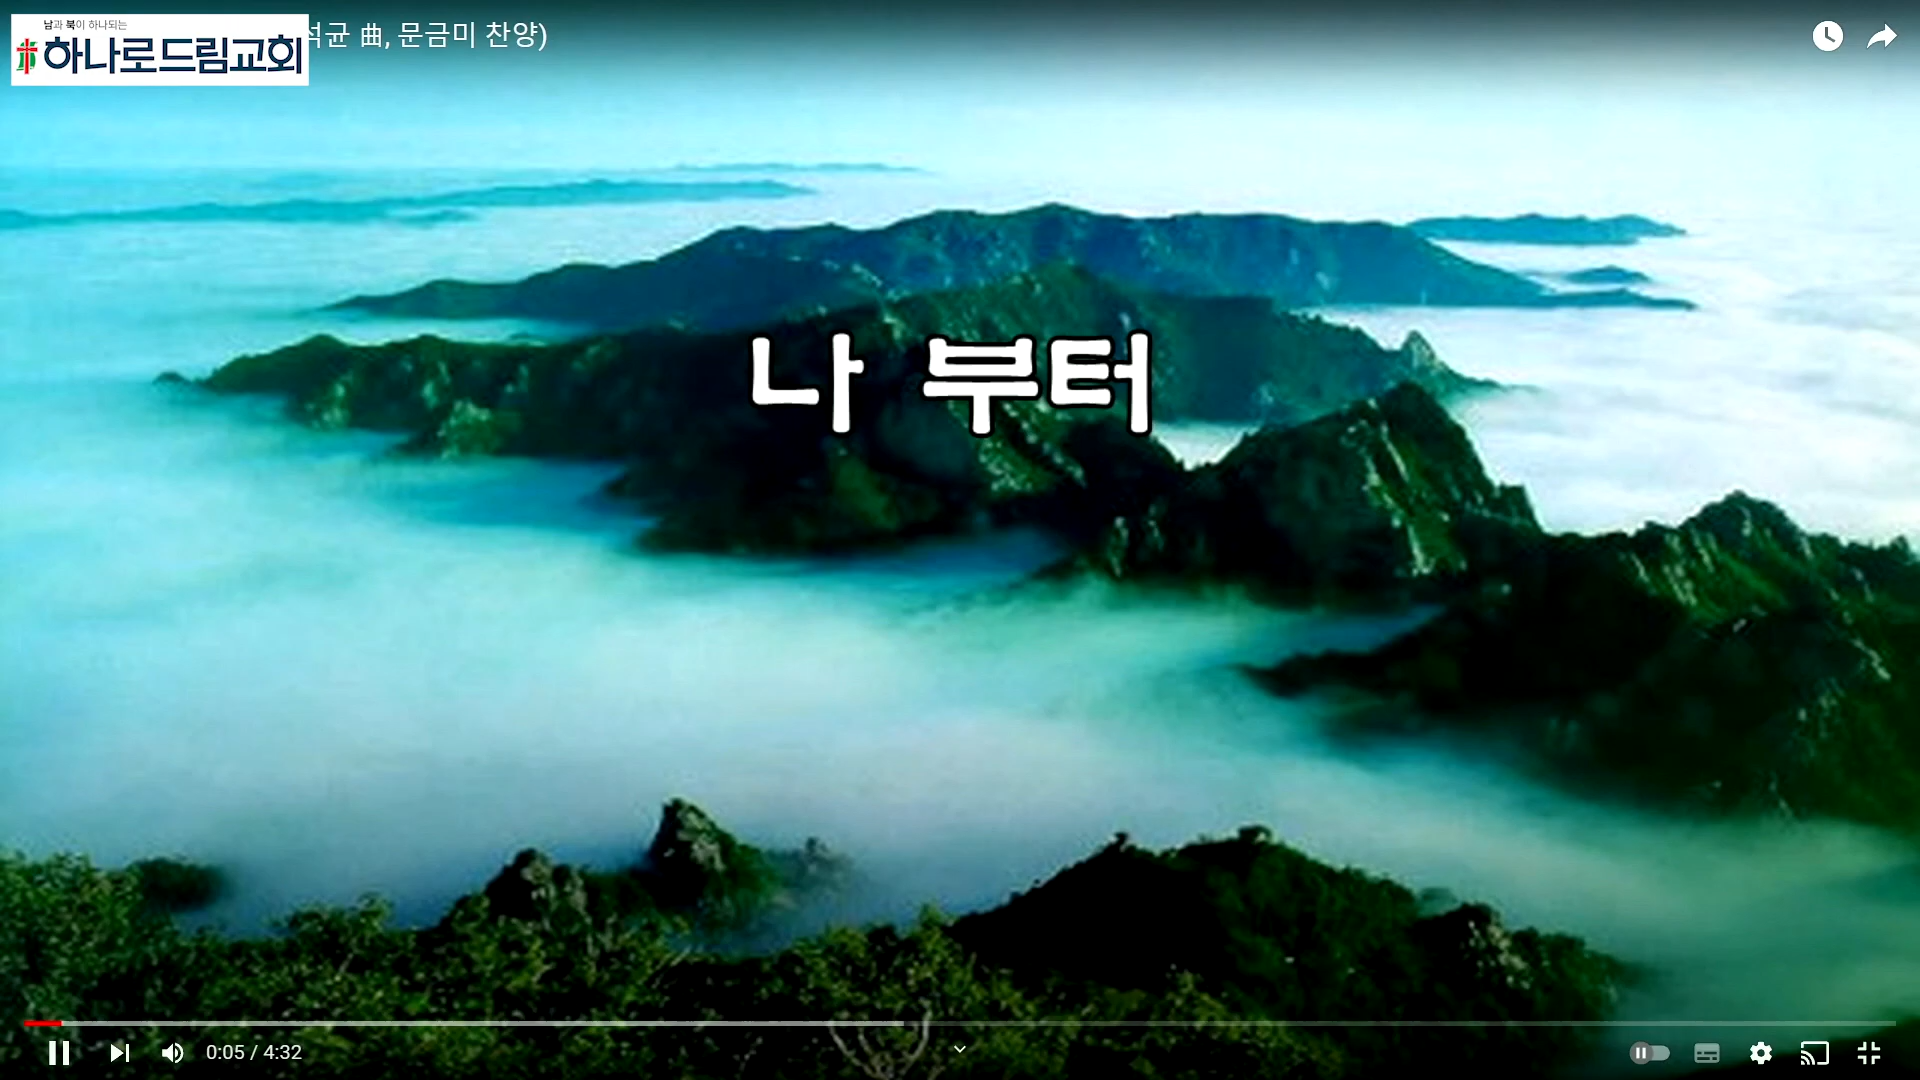 남과 북이 하나되는
하나로드림교회
석균 曲, 문금미 찬양)
나 부터
0:05 / 4:32